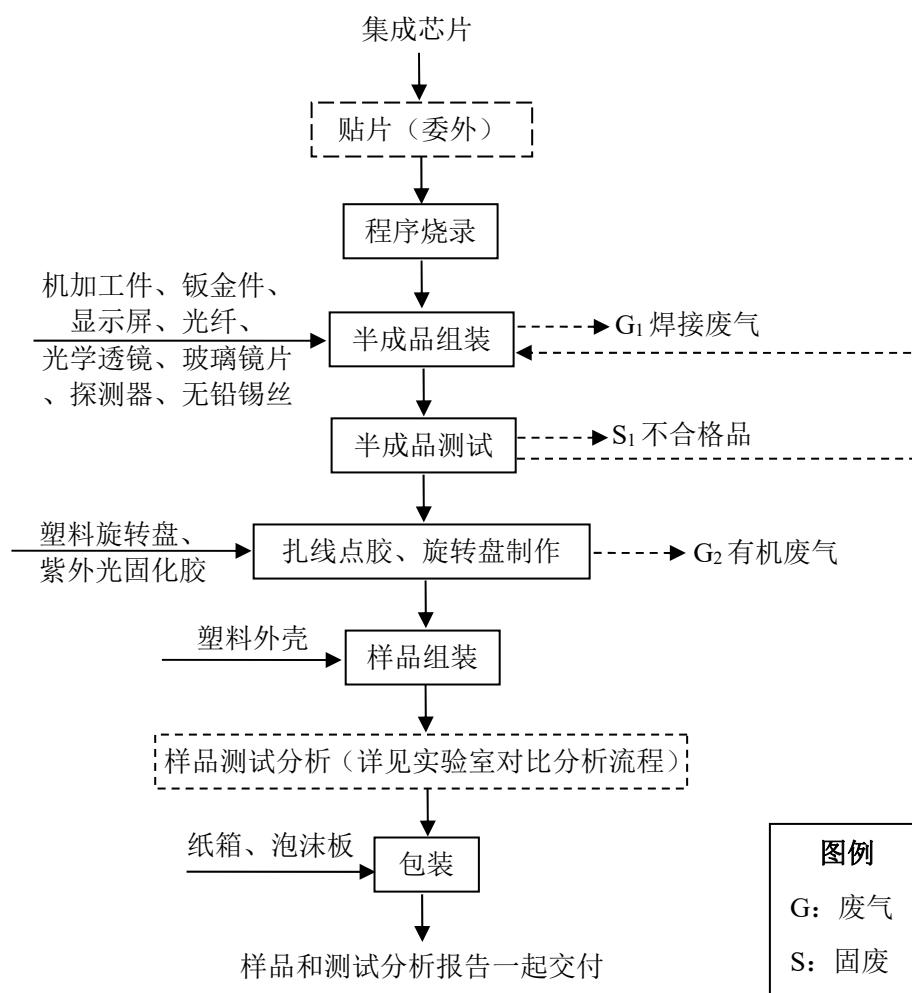 集成芯片
贴片（委外）
程序烧录
机加工件、钣金件、
显示屏、光纤、
光学透镜、玻璃镜片
、探测器、无铅锡丝
半成品组装
G₁ 焊接废气
半成品测试
S₁ 不合格品
塑料旋转盘、
紫外光固化胶
扎线点胶、旋转盘制作
G₂ 有机废气
塑料外壳
样品组装
样品测试分析（详见实验室对比分析流程）
纸箱、泡沫板
包装
样品和测试分析报告一起交付
图例
G：废气
S：固废